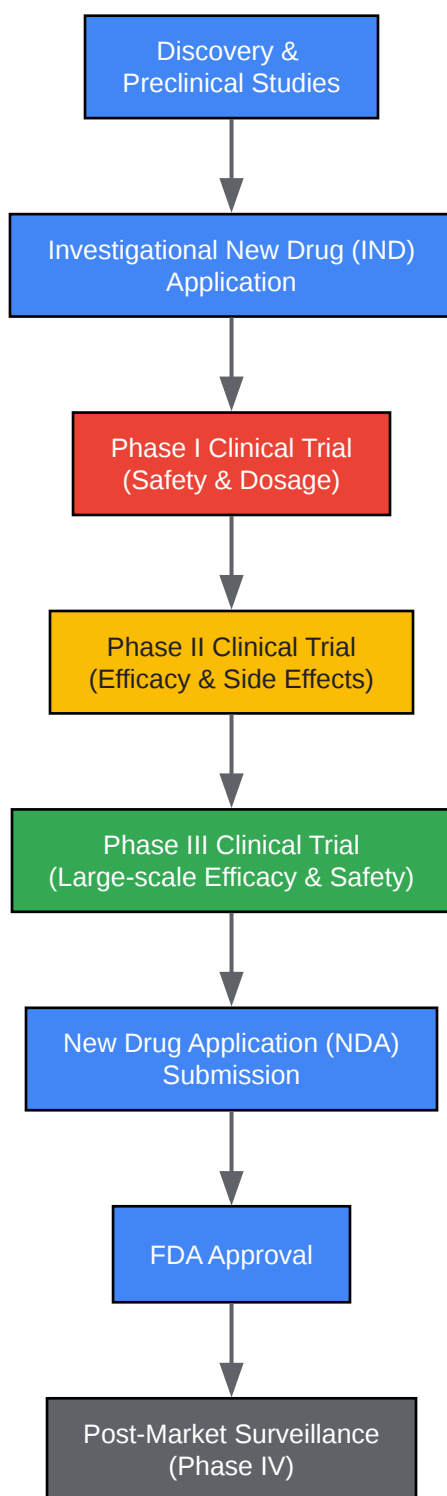 Discovery &
Preclinical Studies
Investigational New Drug (IND)
Application
Phase I Clinical Trial
(Safety & Dosage)
Phase II Clinical Trial
(Efficacy & Side Effects)
Phase III Clinical Trial
(Large-scale Efficacy & Safety)
New Drug Application (NDA)
Submission
FDA Approval
Post-Market Surveillance
(Phase IV)